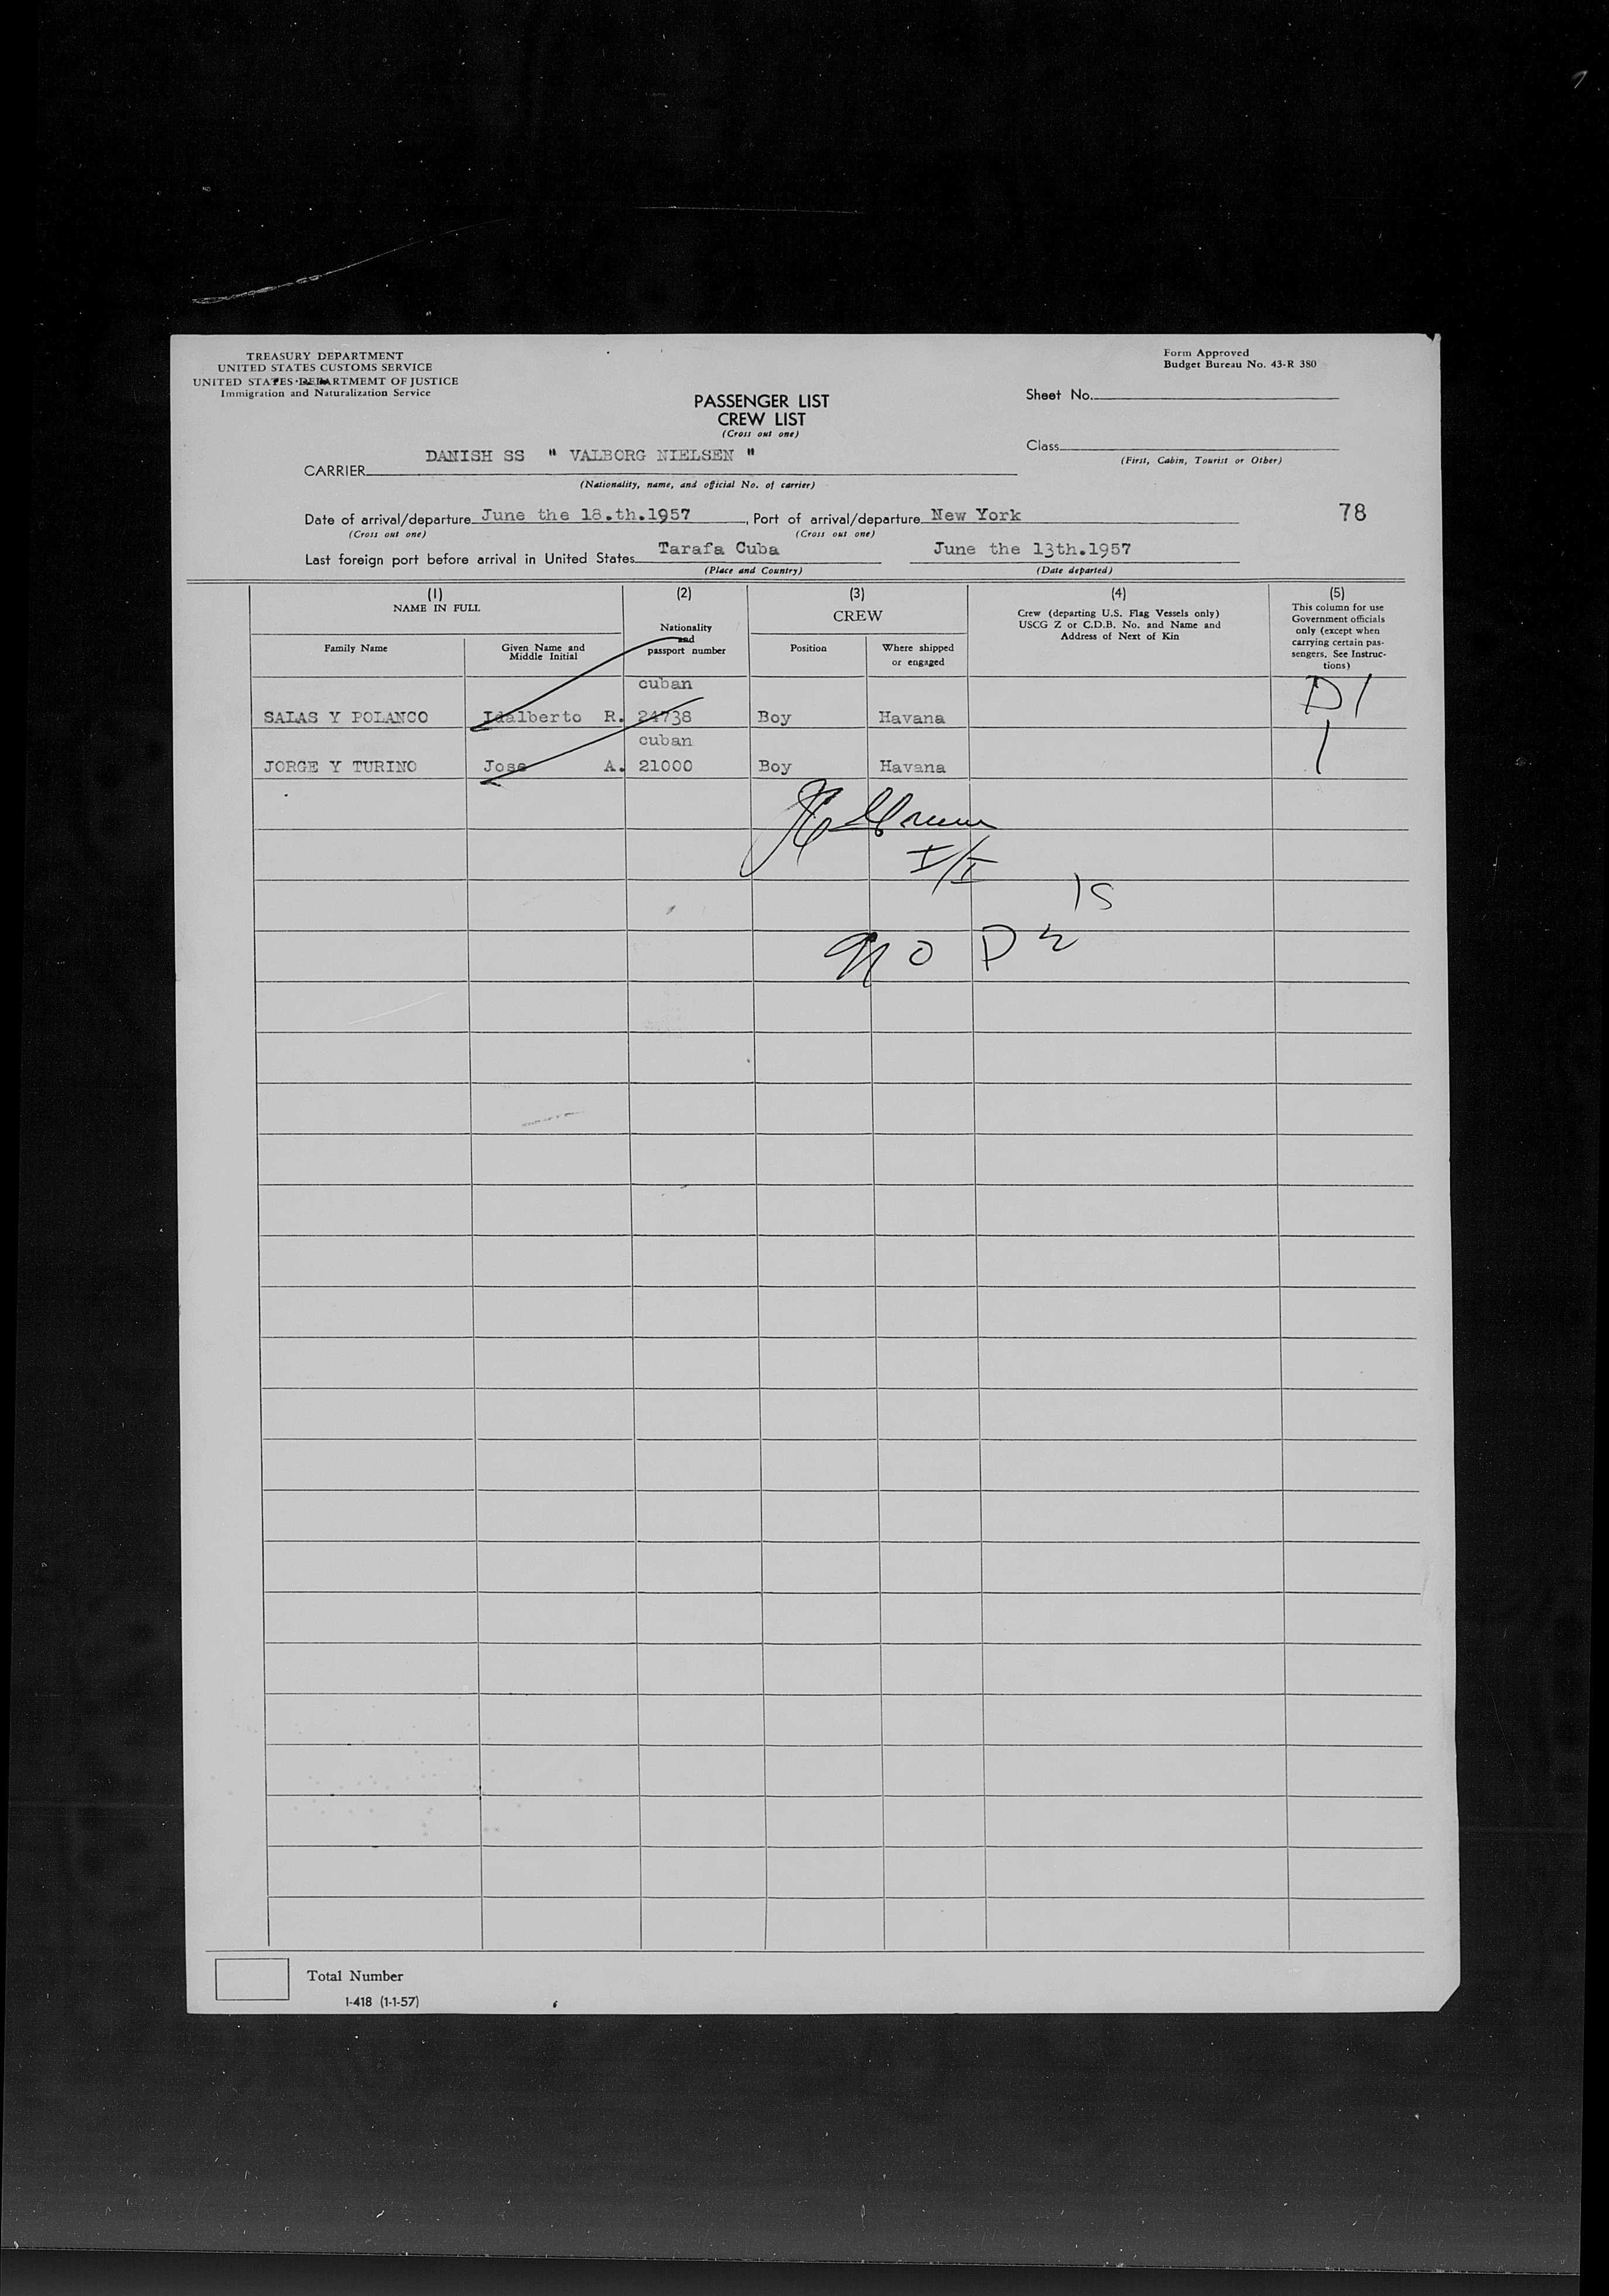 TREASURY DEPARTMENT
UNITED STATES CUSTOMS SERVICE
UNITED STATES DEPARTMEMT OF JUSTICE
Immigration and Naturalization Service
Form Approved
Budget Bureau No. 43-R 380
PASSENGER LIST
CREW LIST
(Cross out one)
Sheet No.
Class
(First, Cabin, Tourist or Other)
CARRIER DANISH SS " VALBORG NIELSEN "
(Nationality, name, and official No. of carrier)
Date of arrival/departure June the 18.th.1957, Port of arrival/departure New York
(Cross out one) (Cross out one)
78
Last foreign port before arrival in United States Tarafa Cuba June the 13th.1957
(Place and Country) (Date departed)
(1) (2) (3) (4) (5)
NAME IN FULL
Family Name
Given Name and Middle Initial
Nationality and passport number
CREW
Position
Where shipped or engaged
Crew (departing U.S. Flag Vessels only)
USCG Z or C.D.B. No. and Name and
Address of Next of Kin
This column for use
Government officials
only (except when
carrying certain pas-
sengers. See Instruc-
tions)
cuban
SALAS Y POLANCO Idalberto R. 24738 Boy Havana D1
cuban
JORGE Y TURINO Jose A. 21000 Boy Havana 1
I/I
No D
Total Number
I-418 (1-1-57)